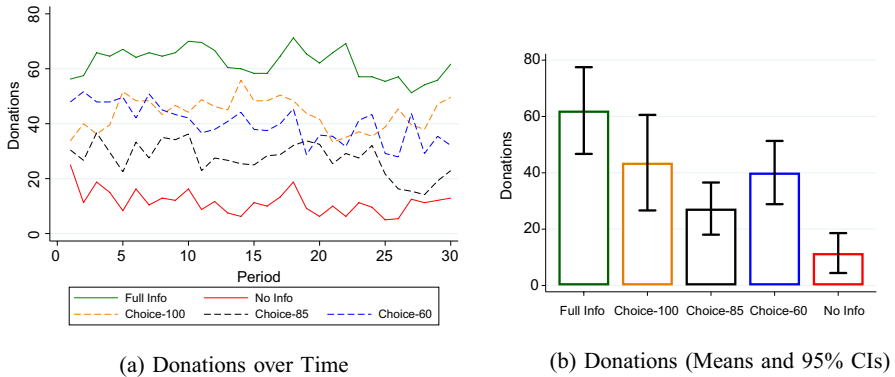 80
60
40
20
0
Donations
0 5 10 15 20 25 30
Period
Full Info No Info
Choice-100 Choice-85 Choice-60
(a) Donations over Time
80
60
40
20
0
Donations
Full Info Choice-100 Choice-85 Choice-60 No Info
(b) Donations (Means and 95% CIs)